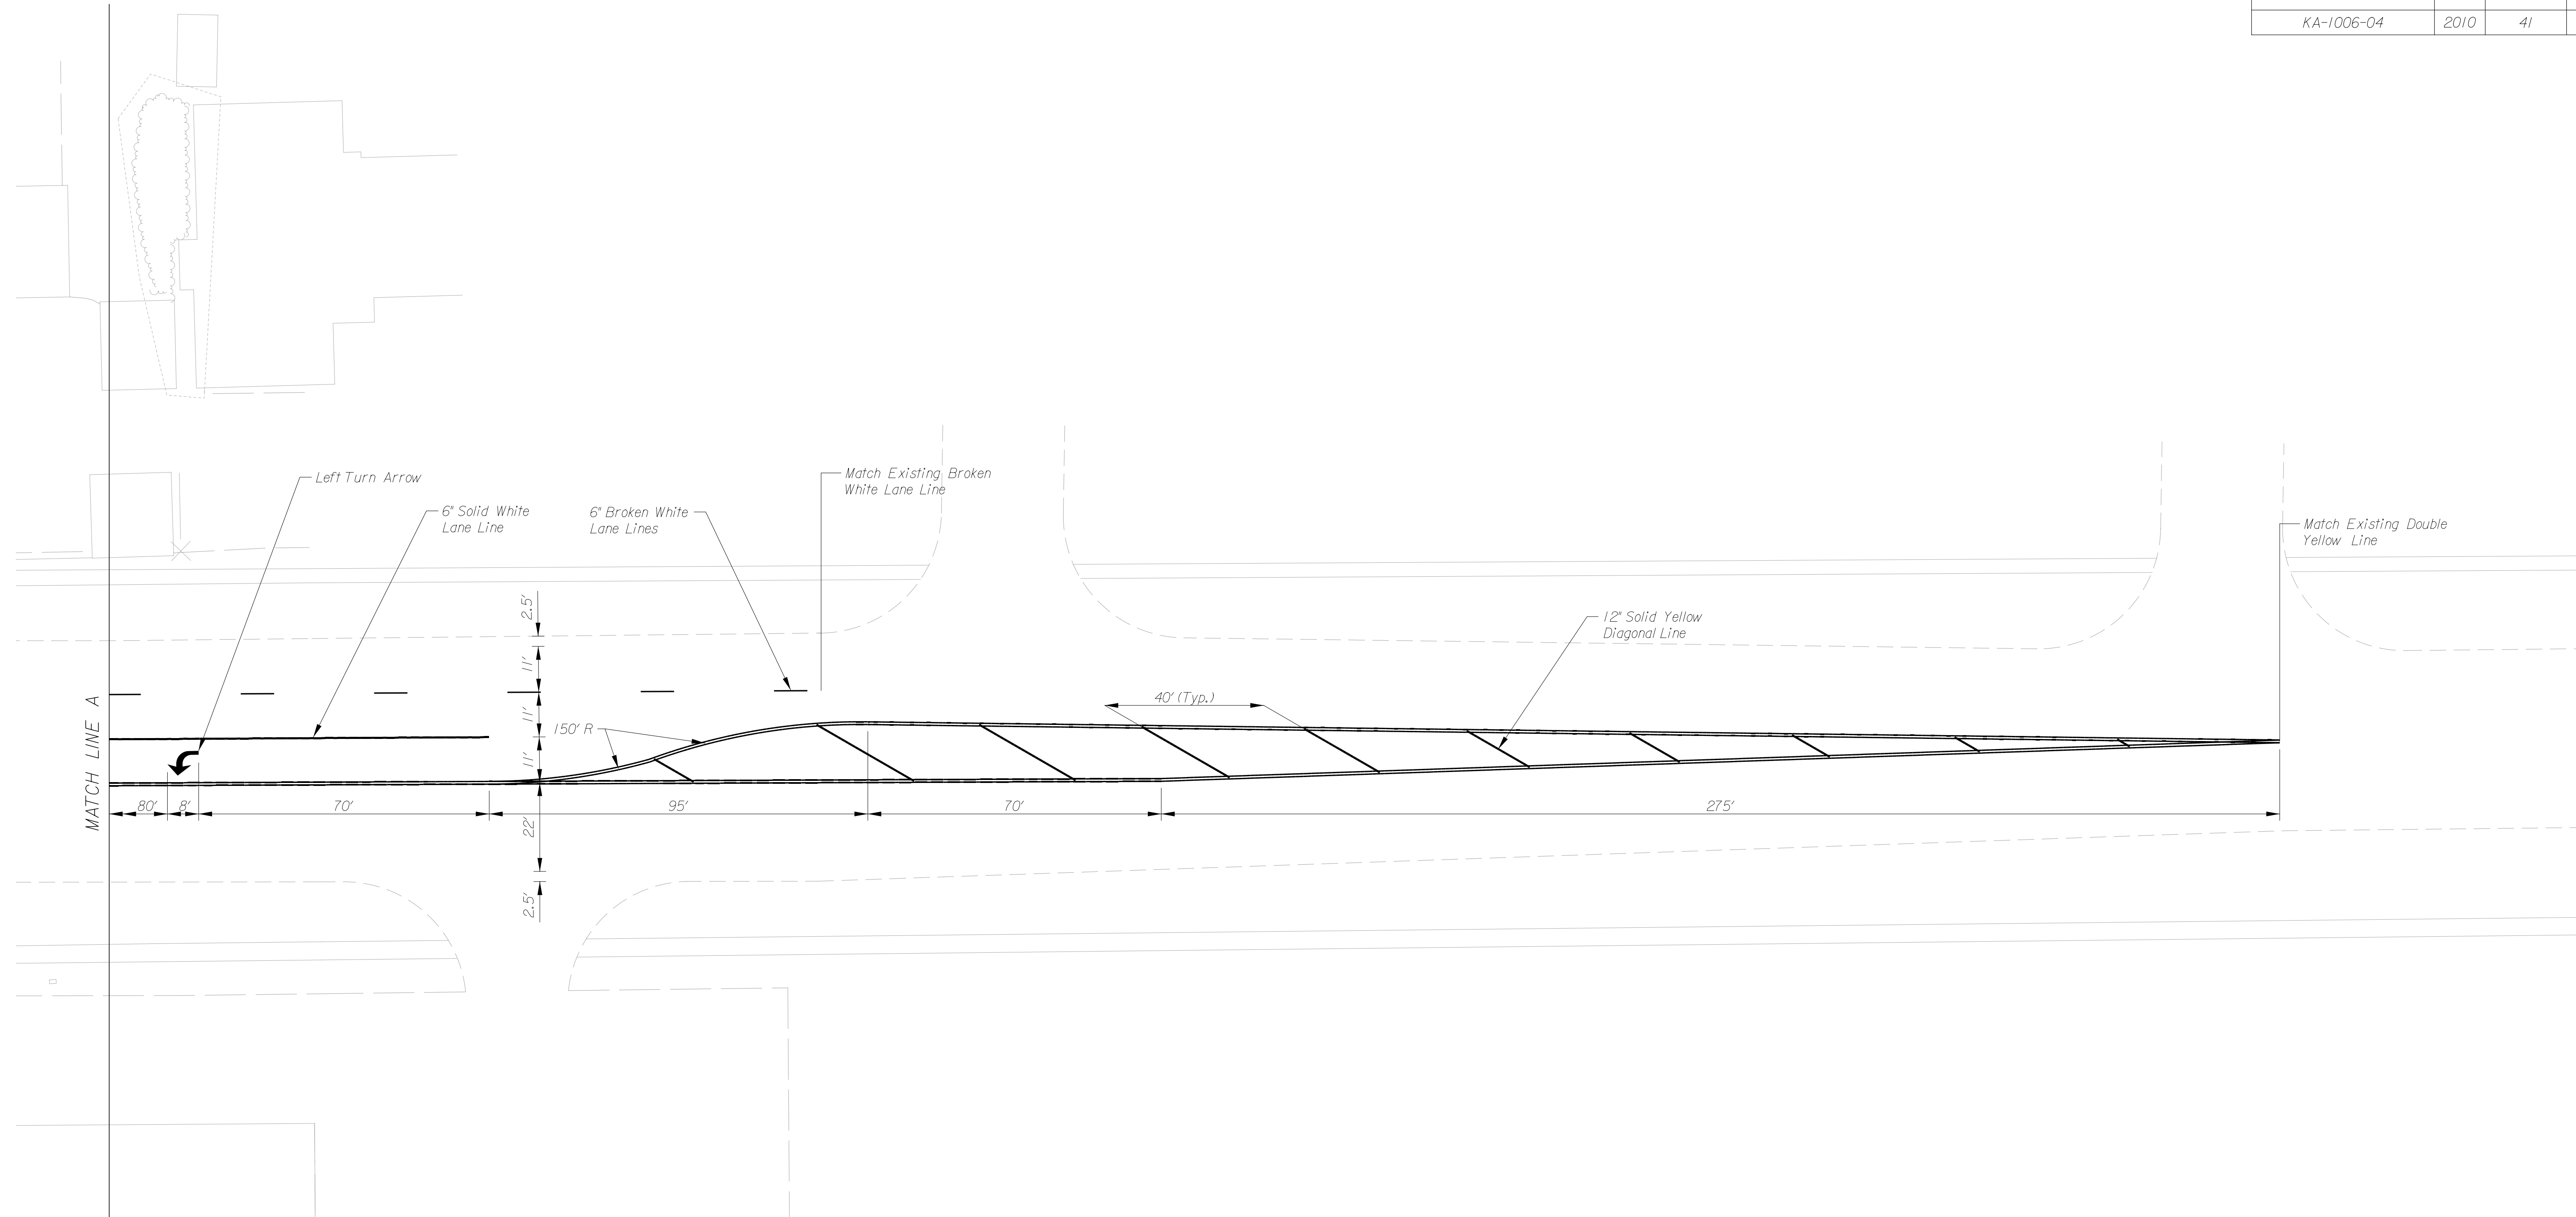 KA-1006-04 2010 41
Left Turn Arrow
6" Solid White
Lane Line
6" Broken White
Lane Lines
Match Existing Broken
White Lane Line
Match Existing Double
Yellow Line
12" Solid Yellow
Diagonal Line
2.5'
11'
11'
11'
22'
2.5'
150' R
40' (Typ.)
MATCH LINE A
80' 8' 70' 95' 70' 275'